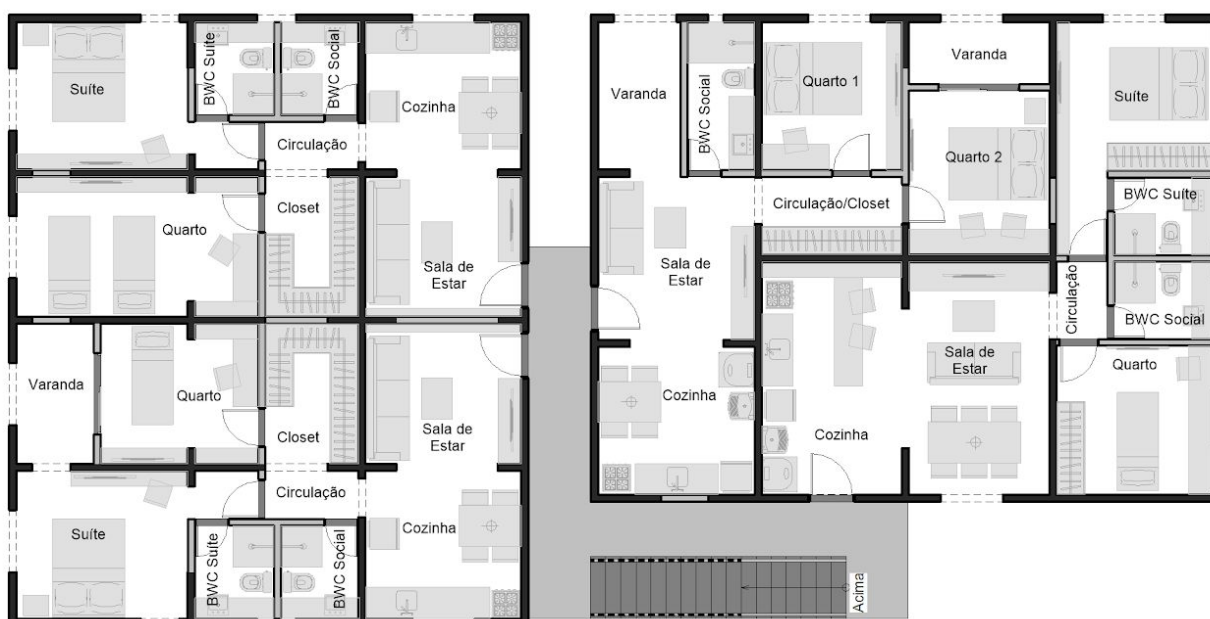 Suíte
BWC Suíte
BWC Social
Cozinha
Circulação
Quarto
Closet
Sala de
Estar
Varanda
Quarto
Closet
Sala de
Estar
Circulação
Cozinha
Suíte
BWC Suíte
BWC Social
Varanda
BWC Social
Quarto 1
Varanda
Suíte
Quarto 2
Circulação/Closet
BWC Suíte
Sala de
Estar
Circulação
BWC Social
Sala de
Estar
Quarto
Cozinha
Cozinha
Acima